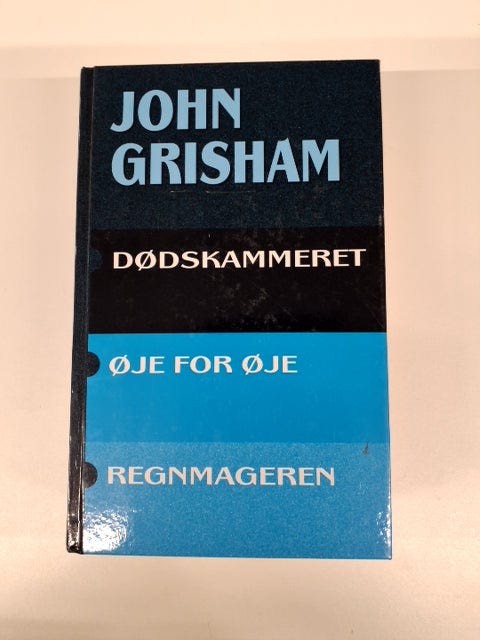 JOHN
GRISHAM
DØDSKAMMERET
ØJE FOR ØJE
REGNMAGEREN